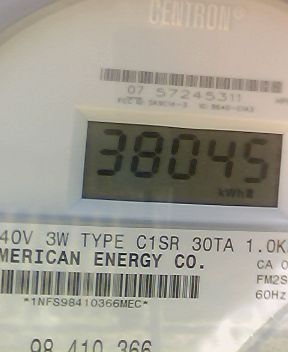 CENTRON®
07 57245311
38045
kWh
40V 3W TYPE C1SR 30TA 1.0K
MERICAN ENERGY CO.
CA 0
FM2S
*1NFS98410366MEC*
60Hz
98 410 366